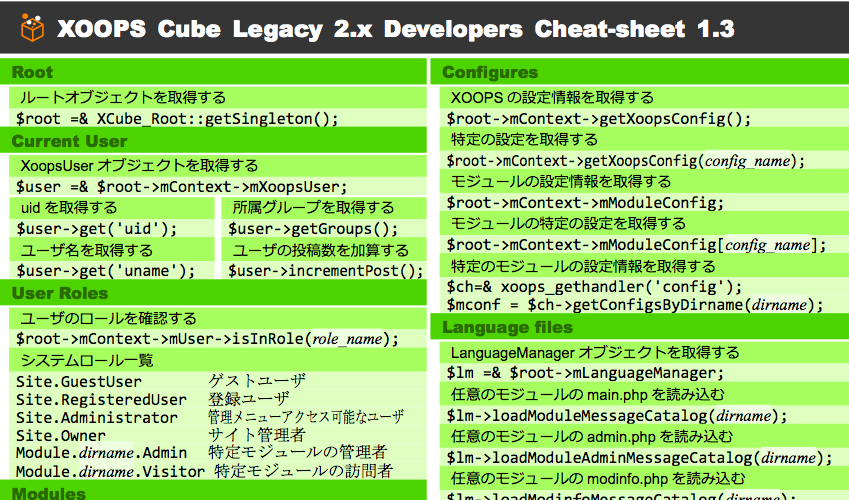 XOOPS Cube Legacy 2.x Developers Cheat-sheet 1.3
Root
ルートオブジェクトを取得する
$root =& XCube_Root::getSingleton();
Current User
XoopsUser オブジェクトを取得する
$user =& $root->mContext->mXoopsUser;
uid を取得する
$user->get('uid');
所属グループを取得する
$user->getGroups();
ユーザ名を取得する
$user->get('uname');
ユーザの投稿数を加算する
$user->incrementPost();
User Roles
ユーザのロールを確認する
$root->mContext->mUser->isInRole(role_name);
システムロール一覧
Site.GuestUser ゲストユーザ
Site.RegisteredUser 登録ユーザ
Site.Administrator 管理メニューアクセス可能なユーザ
Site.Owner サイト管理者
Module.dirname.Admin 特定モジュールの管理者
Module.dirname.Visitor 特定モジュールの訪問者
Modules
Configures
XOOPS の設定情報を取得する
$root->mContext->getXoopsConfig();
特定の設定を取得する
$root->mContext->getXoopsConfig(config_name);
モジュールの設定情報を取得する
$root->mContext->mModuleConfig;
モジュールの特定の設定を取得する
$root->mContext->mModuleConfig[config_name];
特定のモジュールの設定情報を取得する
$ch=& xoops_gethandler('config');
$mconf = $ch->getConfigsByDirname(dirname);
Language files
LanguageManager オブジェクトを取得する
$lm =& $root->mLanguageManager;
任意のモジュールの main.php を読み込む
$lm->loadModuleMessageCatalog(dirname);
任意のモジュールの admin.php を読み込む
$lm->loadModuleAdminMessageCatalog(dirname);
任意のモジュールの modinfo.php を読み込む
$lm->loadModinfoMessageCatalog(dirname);